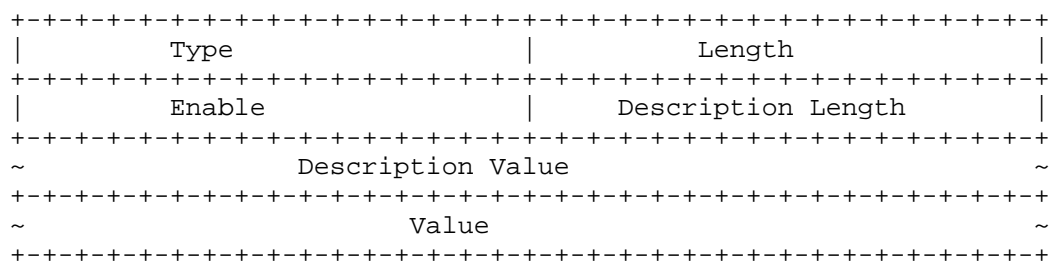 +-+-+-+-+-+-+-+-+-+-+-+-+-+-+-+-+-+-+-+-+-+-+-+-+-+-+-+-+-+-+-+-+
|         Type                  |          Length               |
+-+-+-+-+-+-+-+-+-+-+-+-+-+-+-+-+-+-+-+-+-+-+-+-+-+-+-+-+-+-+-+-+
|         Enable                |     Description Length        |
+-+-+-+-+-+-+-+-+-+-+-+-+-+-+-+-+-+-+-+-+-+-+-+-+-+-+-+-+-+-+-+-+
~                 Description Value                             ~
+-+-+-+-+-+-+-+-+-+-+-+-+-+-+-+-+-+-+-+-+-+-+-+-+-+-+-+-+-+-+-+-+
~                        Value                                  ~
+-+-+-+-+-+-+-+-+-+-+-+-+-+-+-+-+-+-+-+-+-+-+-+-+-+-+-+-+-+-+-+-+